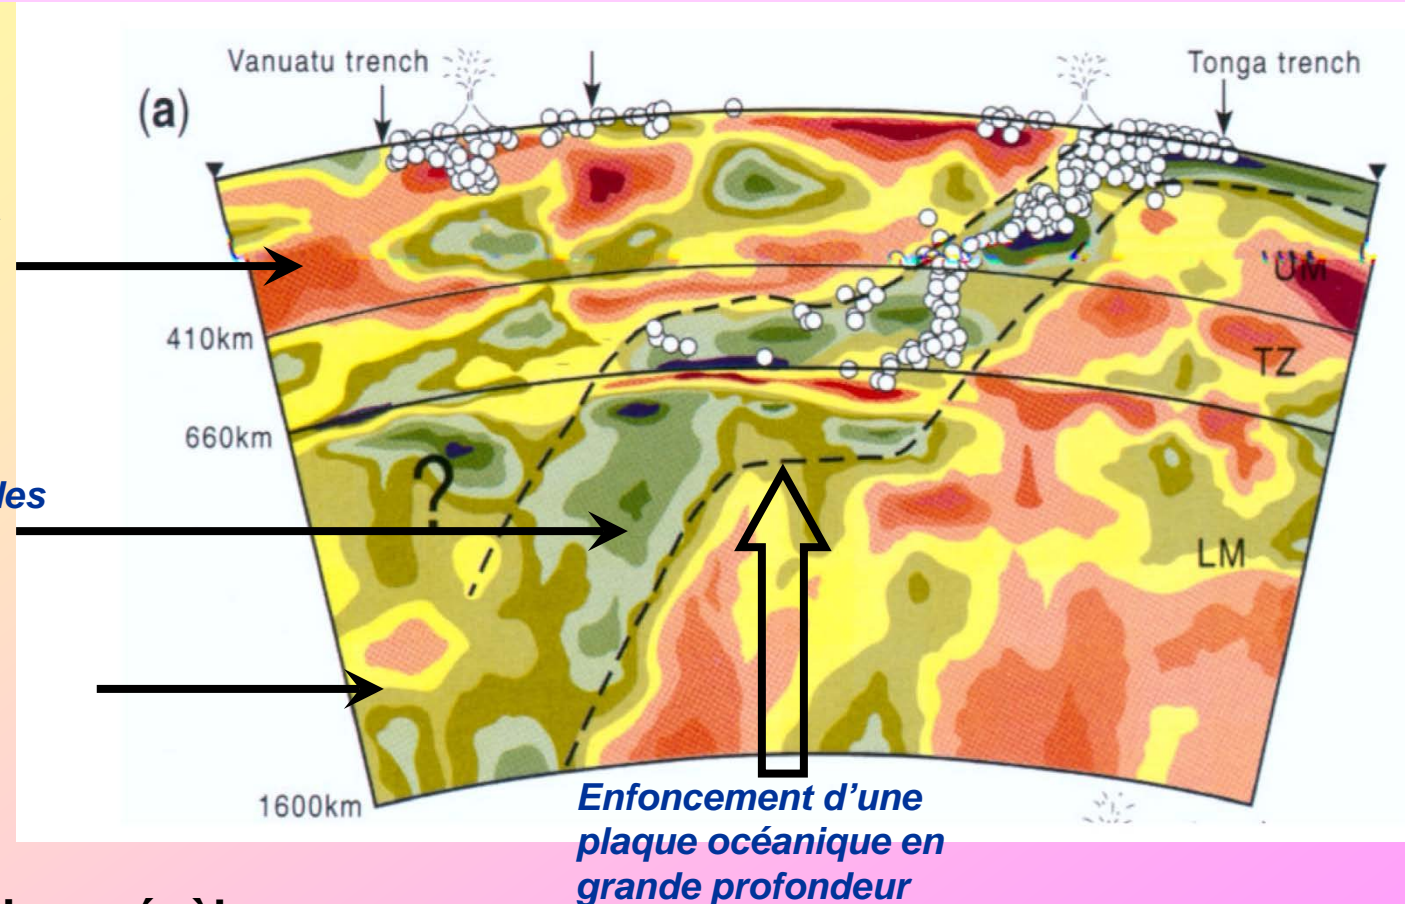 Vanuatu trench
Tonga trench
(a)
UM
410km
TZ
660km
?
LM
1600km
Enfoncement d’une
plaque océanique en
grande profondeur